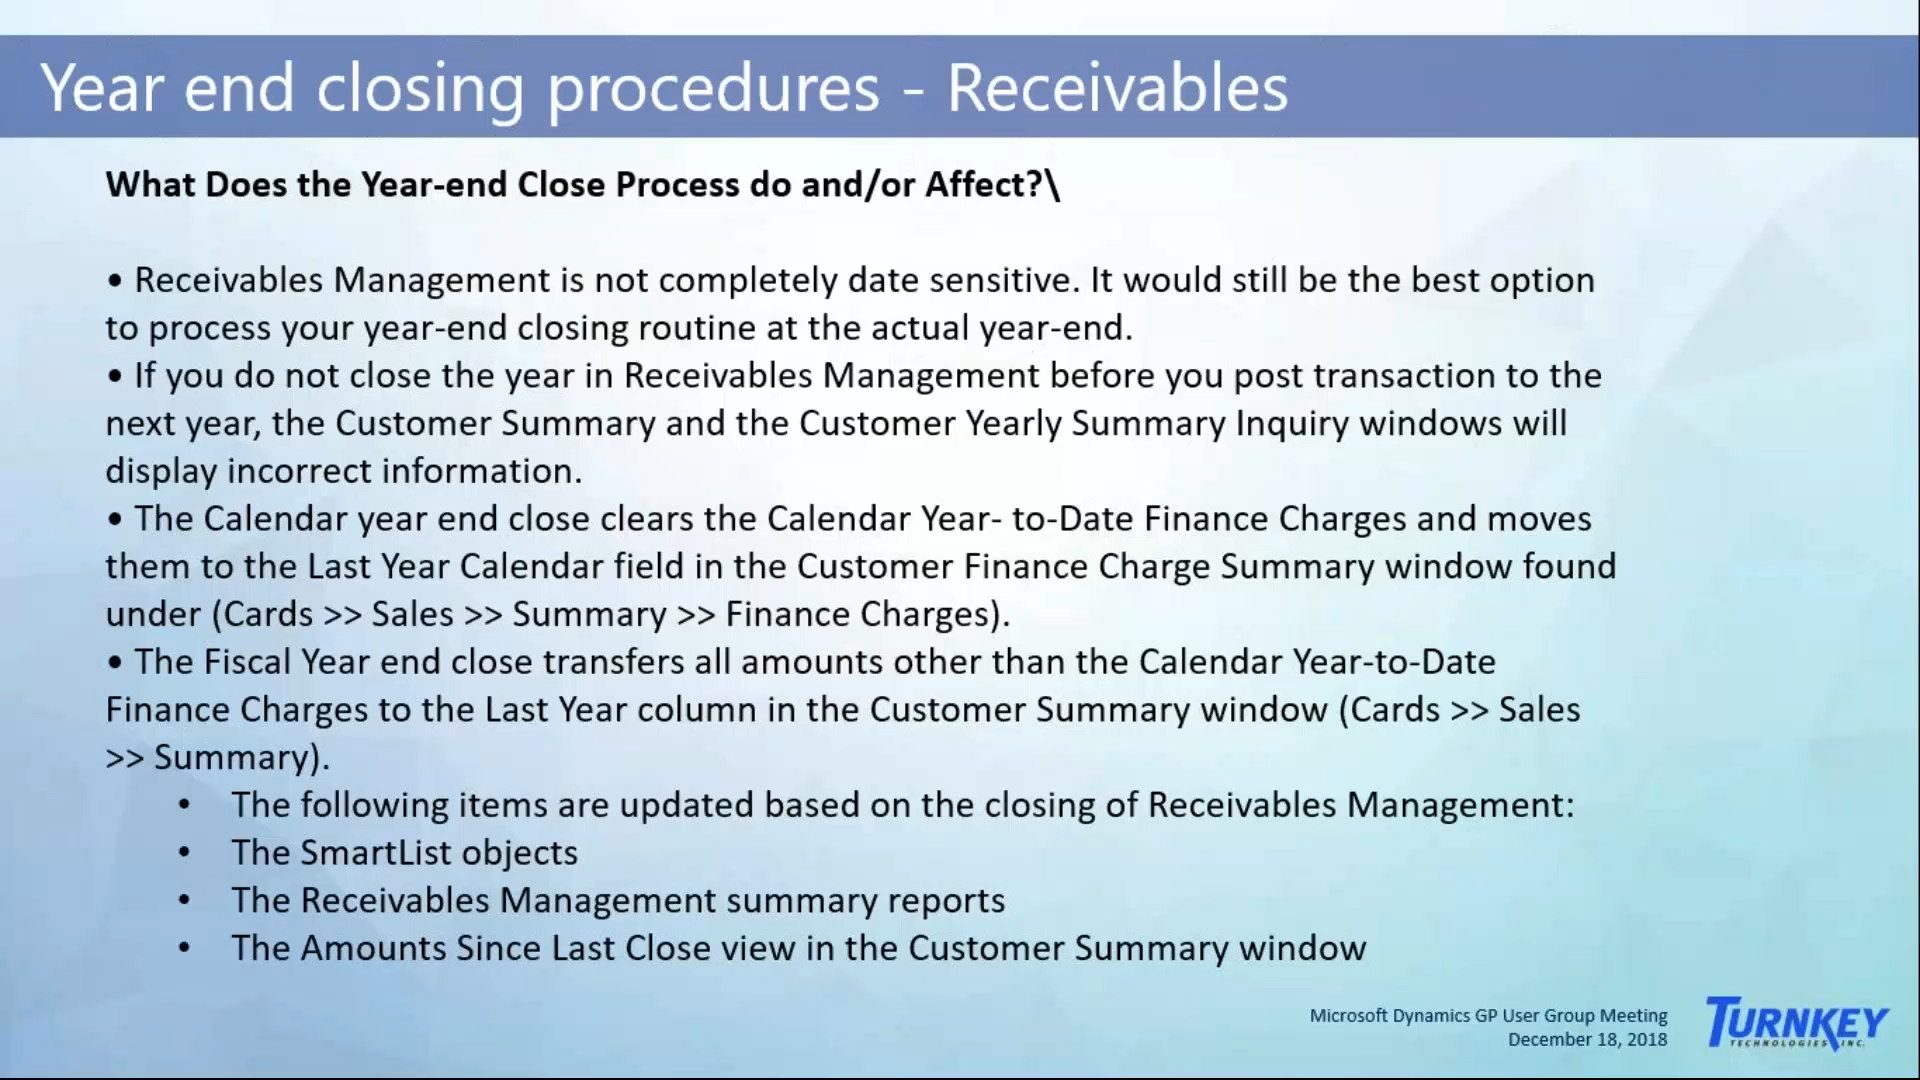 Year end closing procedures - Receivables
What Does the Year-end Close Process do and/or Affect?\
• Receivables Management is not completely date sensitive. It would still be the best option
to process your year-end closing routine at the actual year-end.
• If you do not close the year in Receivables Management before you post transaction to the
next year, the Customer Summary and the Customer Yearly Summary Inquiry windows will
display incorrect information.
• The Calendar year end close clears the Calendar Year- to-Date Finance Charges and moves
them to the Last Year Calendar field in the Customer Finance Charge Summary window found
under (Cards >> Sales >> Summary >> Finance Charges).
• The Fiscal Year end close transfers all amounts other than the Calendar Year-to-Date
Finance Charges to the Last Year column in the Customer Summary window (Cards >> Sales
>> Summary).
• The following items are updated based on the closing of Receivables Management:
• The SmartList objects
• The Receivables Management summary reports
• The Amounts Since Last Close view in the Customer Summary window
Microsoft Dynamics GP User Group Meeting
December 18, 2018
TURNKEY
TECHNOLOGIES, INC.